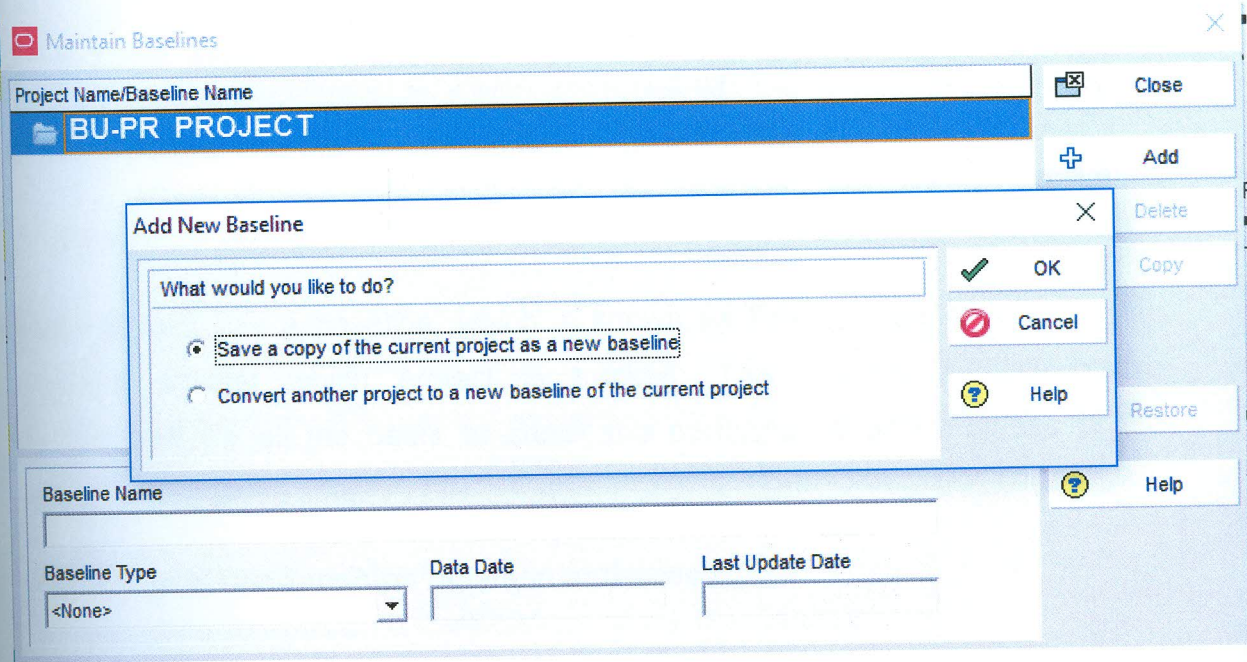 Maintain Baselines
Project Name/Baseline Name
Close
BU-PR PROJECT
Add
Add New Baseline
Delete
What would you like to do?
OK
Copy
Save a copy of the current project as a new baseline
Cancel
Convert another project to a new baseline of the current project
Help
Restore
Baseline Name
Help
Baseline Type
Data Date
Last Update Date
<None>